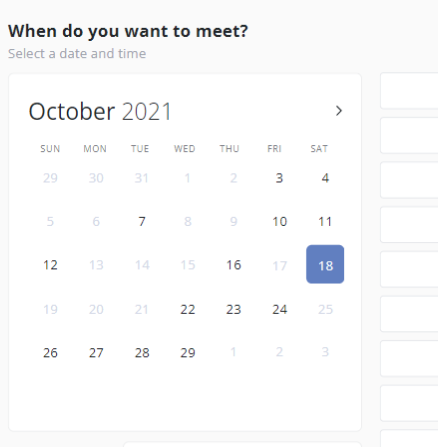 When do you want to meet?
Select a date and time
October 2021
SUN MON TUE WED THU FRI SAT
29 30 31 1 2 3 4
5 6 7 8 9 10 11
12 13 14 15 16 17 18
19 20 21 22 23 24 25
26 27 28 29 1 2 3